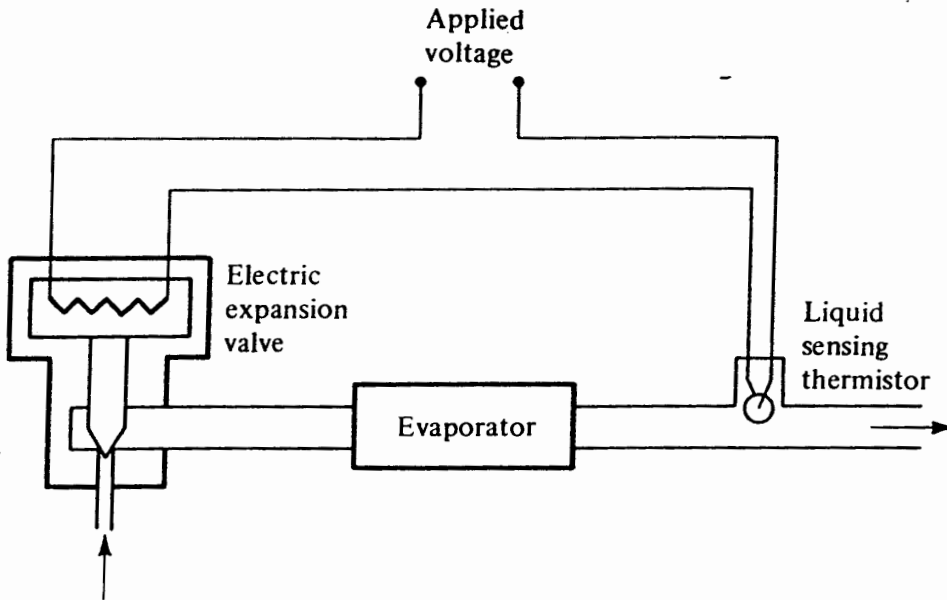 Applied
voltage
Electric
expansion
valve
Liquid
sensing
thermistor
Evaporator